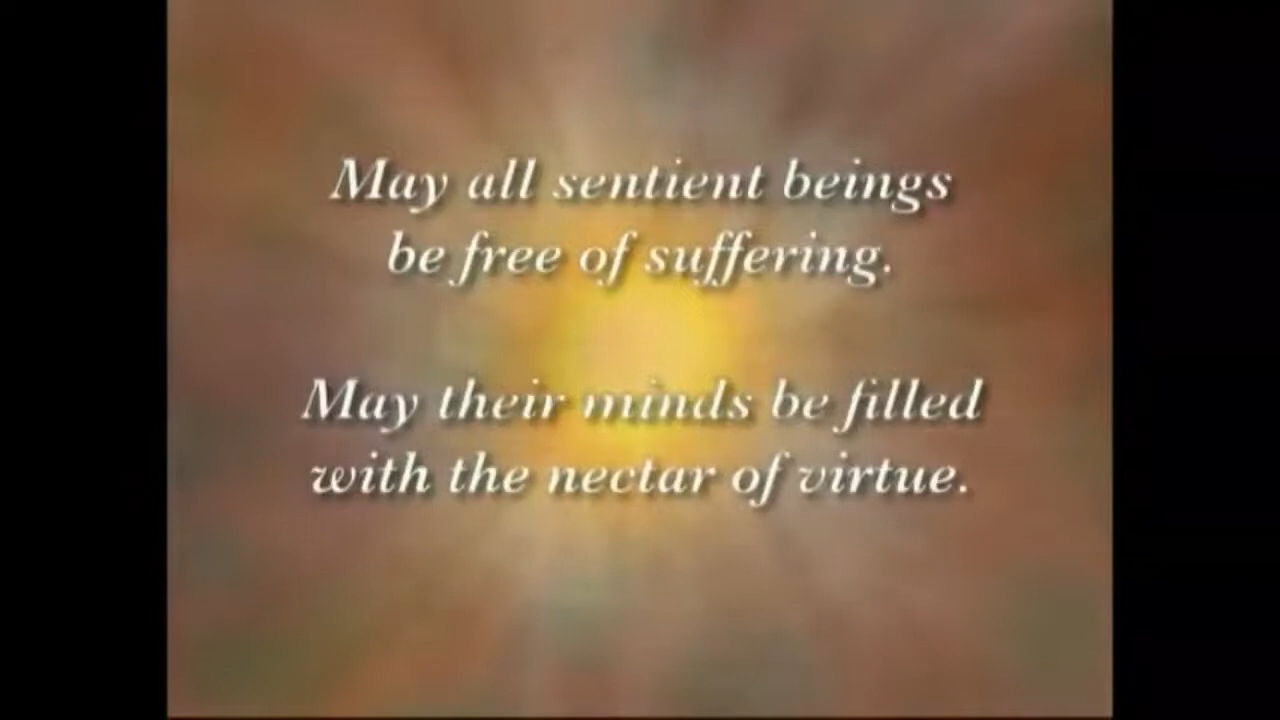 May all sentient beings
be free of suffering.
May their minds be filled
with the nectar of virtue.